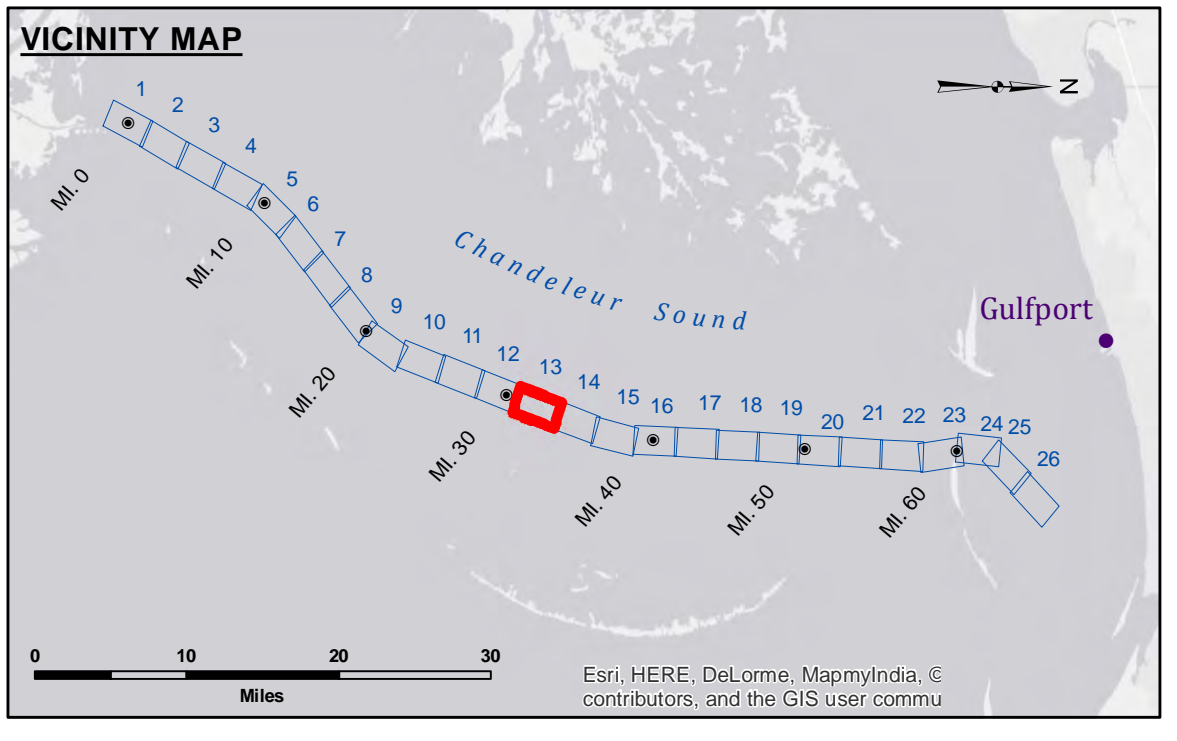 VICINITY MAP
N
1
2
3
4
5
6
7
8
9
10
11
12
13
14
15
16
17
18
19
20
21
22
23
24
25
26
MI. 0
MI. 10
MI. 20
MI. 30
MI. 40
MI. 50
MI. 60
Chandeleur Sound
Gulfport
0 10 20 30
Miles
Esri, HERE, DeLorme, MapmyIndia, ©
contributors, and the GIS user commu